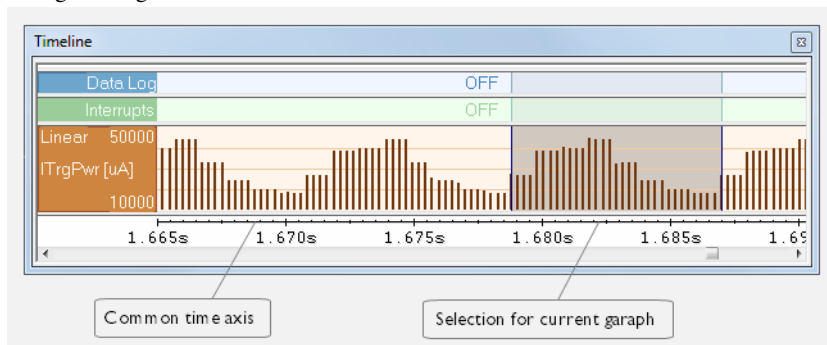 Timeline
Data Log OFF
Interrupts OFF
Linear 50000
ITrgPwr [uA]
10000
1.665s 1.670s 1.675s 1.680s 1.685s
Common time axis
Selection for current garaph